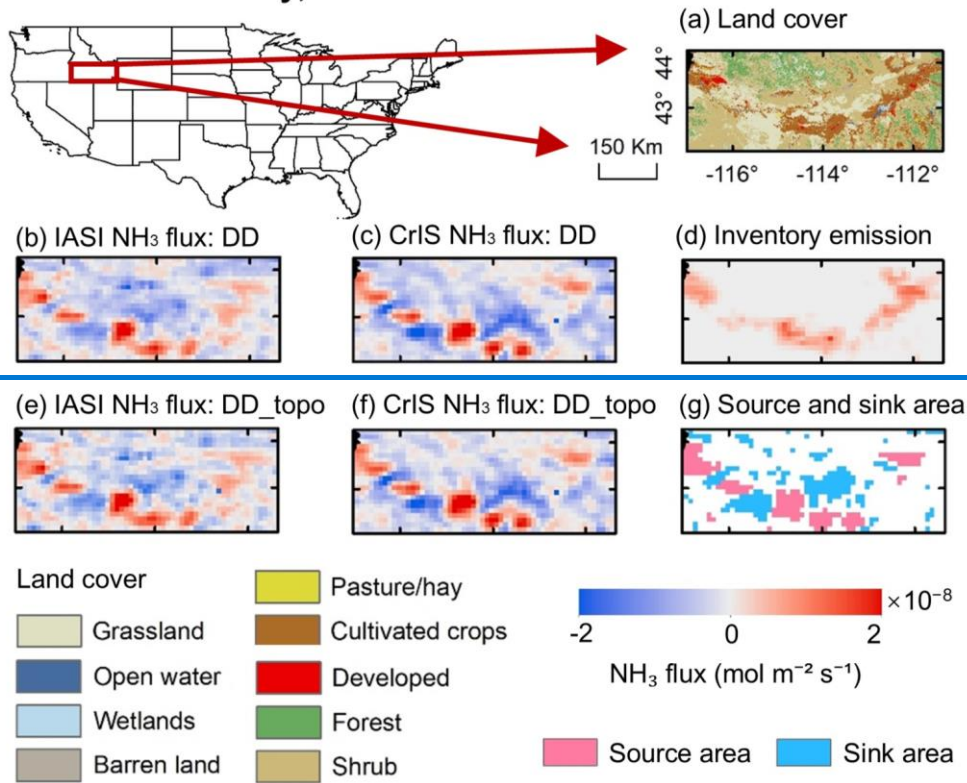 (a) Land cover
44°
43°
150 Km
-116°
-114°
-112°
(b) IASI NH₃ flux: DD
(c) CrIS NH₃ flux: DD
(d) Inventory emission
(e) IASI NH₃ flux: DD_topo
(f) CrIS NH₃ flux: DD_topo
(g) Source and sink area
Land cover
Grassland
Open water
Wetlands
Barren land
Pasture/hay
Cultivated crops
Developed
Forest
Shrub
×10⁻⁸
-2
0
2
NH₃ flux (mol m⁻² s⁻¹)
Source area
Sink area